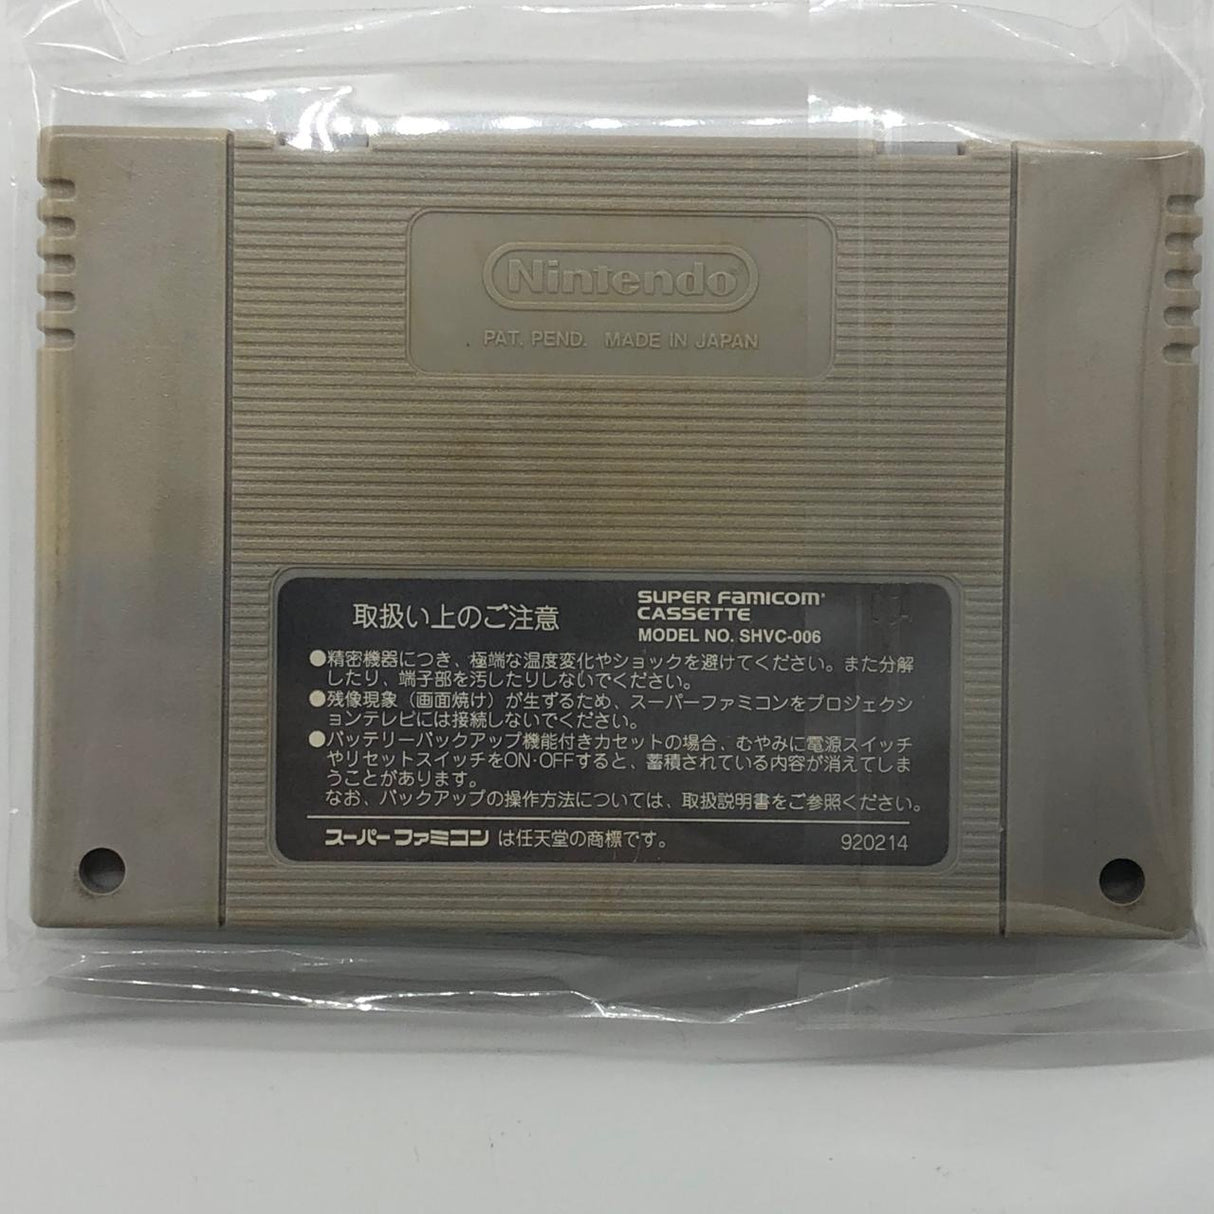 Nintendo®
PAT. PEND. MADE IN JAPAN
取扱い上のご注意
SUPER FAMICOM
CASSETTE
MODEL NO. SHVC-006
●精密機器につき、極端な温度変化やショックを避けてください。また分解
したり、端子部を汚したりしないでください。
●残像現象（画面焼け）が生ずるため、スーパーファミコンをプロジェクシ
ョンテレビには接続しないでください。
●バッテリーバックアップ機能付きカセットの場合、むやみに電源スイッチ
やリセットスイッチをON・OFFすると、蓄積されている内容が消えてしま
うことがあります。
なお、バックアップの操作方法については、取扱説明書をご参照ください。
スーパーファミコン は任天堂の商標です。
920214